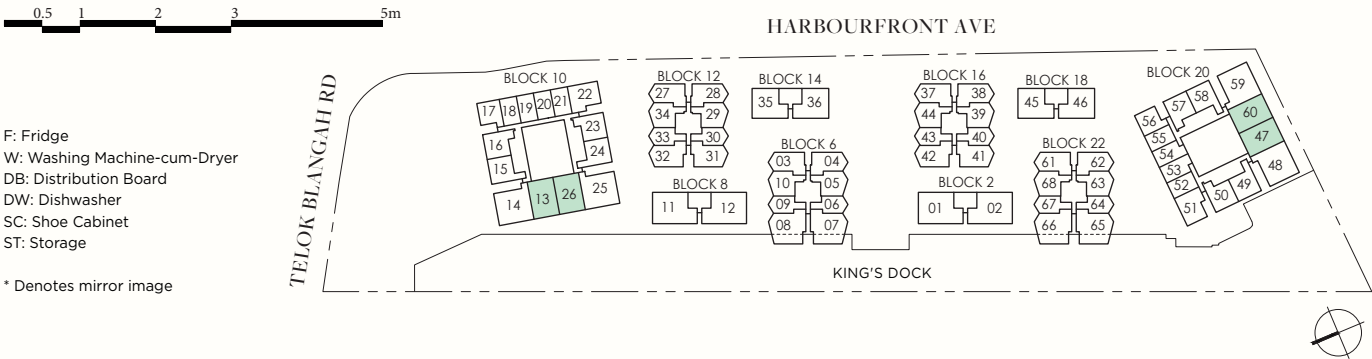 0.5 1 2 3 5m
HARBOURFRONT AVE
TELOK BLANGAH RD
F: Fridge
W: Washing Machine-cum-Dryer
DB: Distribution Board
DW: Dishwasher
SC: Shoe Cabinet
ST: Storage
* Denotes mirror image
BLOCK 10
17 18 19 20 21 22
16 23
15 24
14 13 26 25
BLOCK 12
27 28
34 29
33 30
32 31
BLOCK 14
35 36
BLOCK 8
11 12
BLOCK 6
03 04
10 05
09 06
08 07
BLOCK 16
37 38
44 39
43 40
42 41
BLOCK 18
45 46
BLOCK 2
01 02
BLOCK 22
61 62
68 63
67 64
66 65
BLOCK 20
59
58
57
56 60
55 47
54
53
52 48
51 50 49
KING'S DOCK